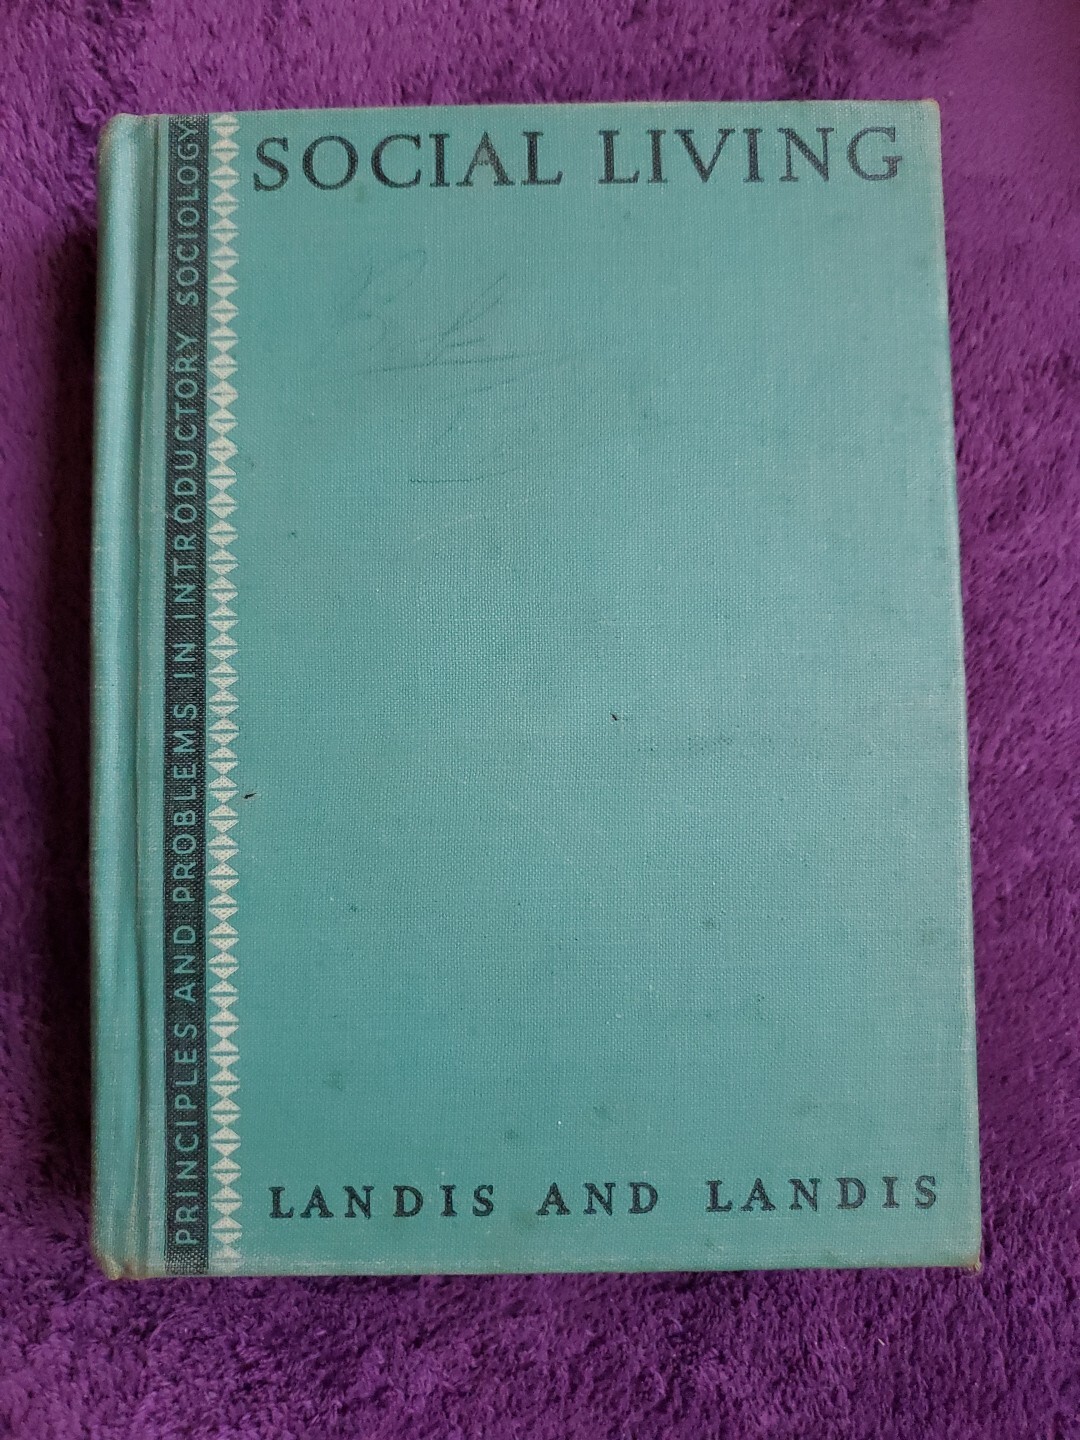 SOCIAL LIVING
PRINCIPLES AND PROBLEMS IN INTRODUCTORY SOCIOLOGY
LANDIS AND LANDIS